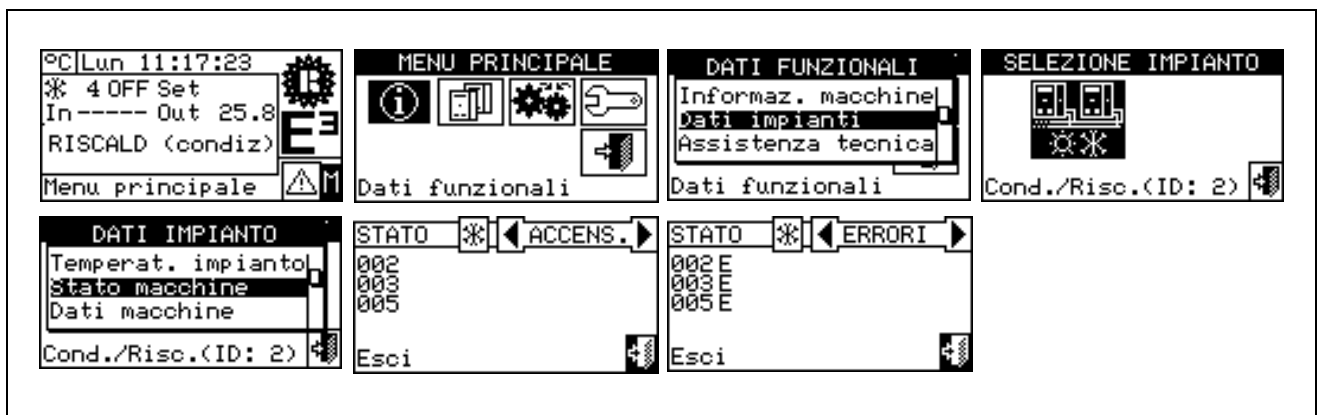 °C Lun 11:17:23
4 OFF Set
In ----- Out 25.8
RISCALD (condiz)
E³
Menu principale M
MENU PRINCIPALE
Dati funzionali
DATI FUNZIONALI
Informaz. macchine
Dati impianti
Assistenza tecnica
Dati funzionali
SELEZIONE IMPIANTO
Cond./Risc.(ID: 2)
DATI IMPIANTO
Temperat. impianto
Stato macchine
Dati macchine
Cond./Risc.(ID: 2)
STATO ACCENS.
002
003
005
Esci
STATO ERRORI
002 E
003 E
005 E
Esci